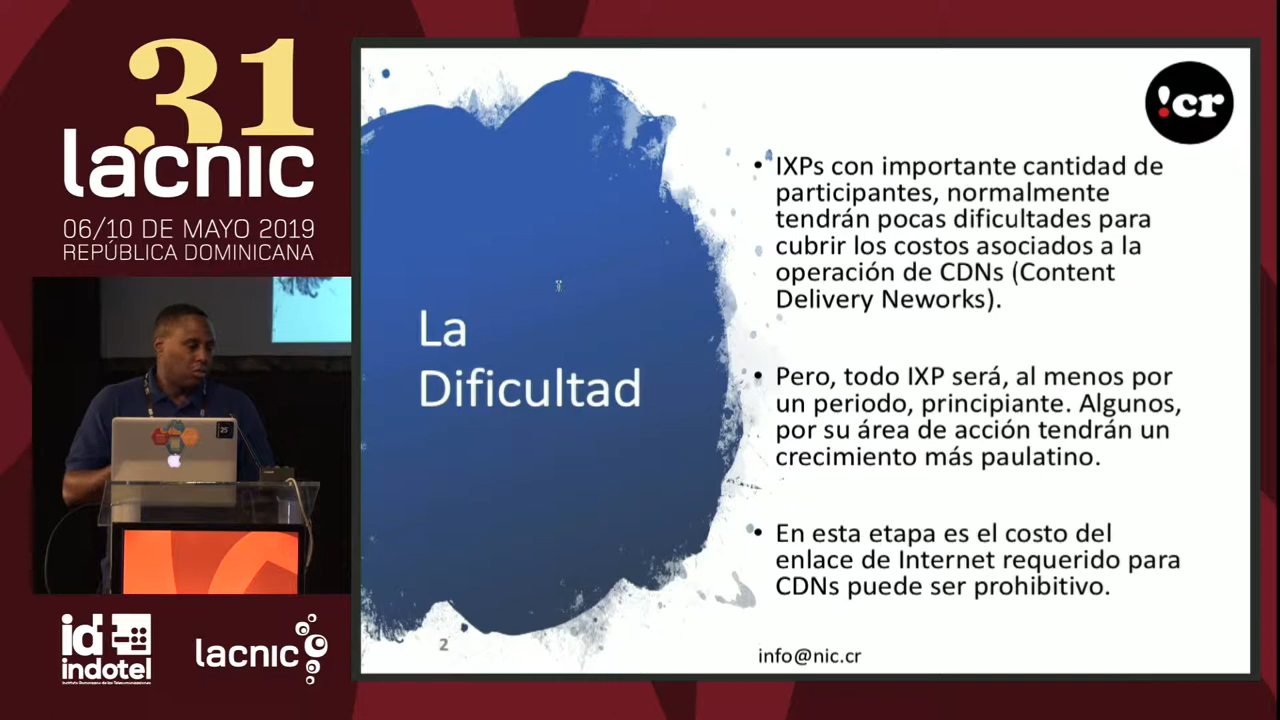 31
lacnic
06/10 DE MAYO 2019
REPÚBLICA DOMINICANA
25
id
indotel
lacnic
!cr
La
Dificultad
• IXPs con importante cantidad de
participantes, normalmente
tendrán pocas dificultades para
cubrir los costos asociados a la
operación de CDNs (Content
Delivery Neworks).
• Pero, todo IXP será, al menos por
un periodo, principiante. Algunos,
por su área de acción tendrán un
crecimiento más paulatino.
• En esta etapa es el costo del
enlace de Internet requerido para
CDNs puede ser prohibitivo.
2
info@nic.cr